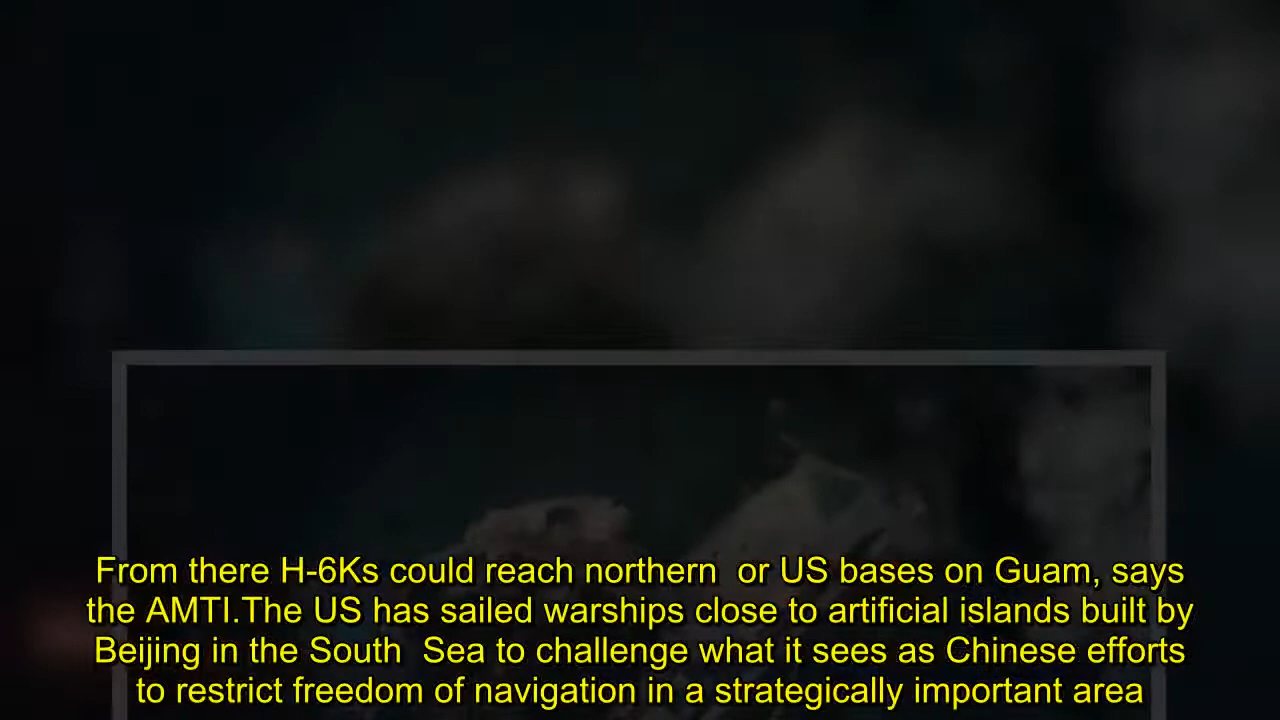 From there H-6Ks could reach northern  or US bases on Guam, says
the AMTI.The US has sailed warships close to artificial islands built by
Beijing in the South  Sea to challenge what it sees as Chinese efforts
to restrict freedom of navigation in a strategically important area